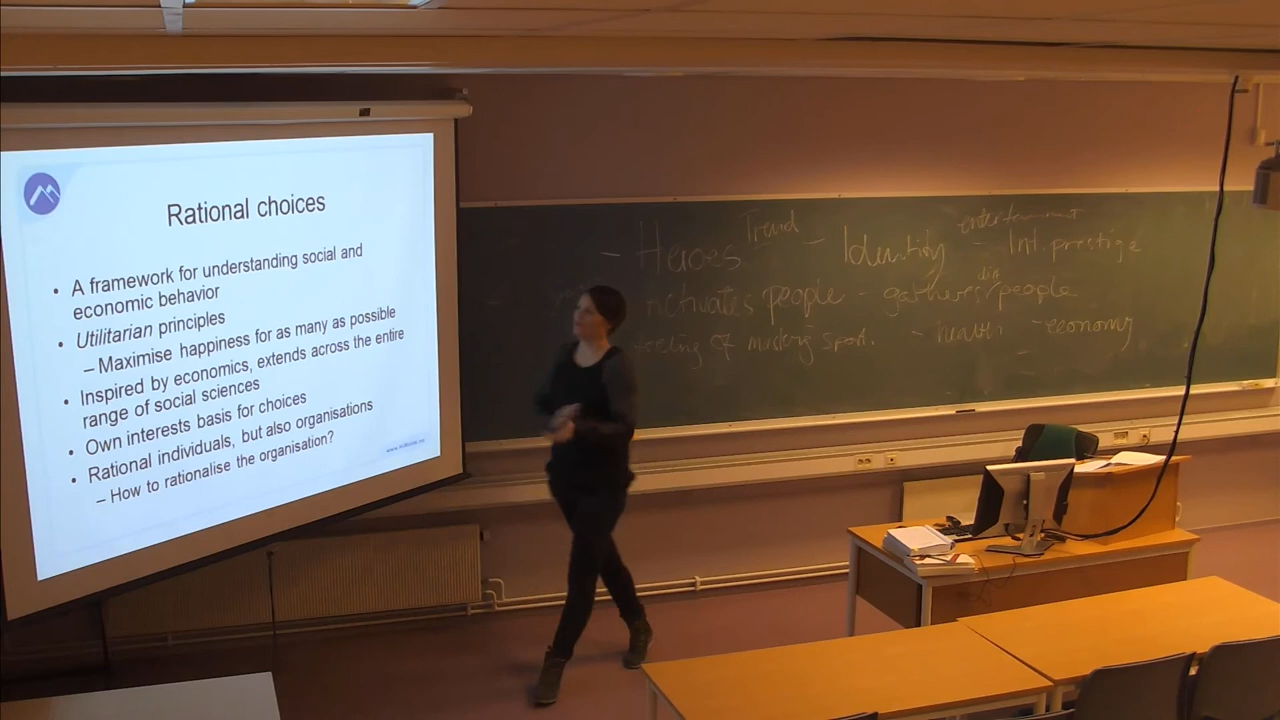 Rational choices
• A framework for understanding social and
economic behavior
• Utilitarian principles
– Maximise happiness for as many as possible
• Inspired by economics, extends across the entire
range of social sciences
• Own interests basis for choices
• Rational individuals, but also organisations
– How to rationalise the organisation?
Trend entertainment
– Heroes – Identity – Int. prestige
Activates people – gathers people
of sport. – health – economy